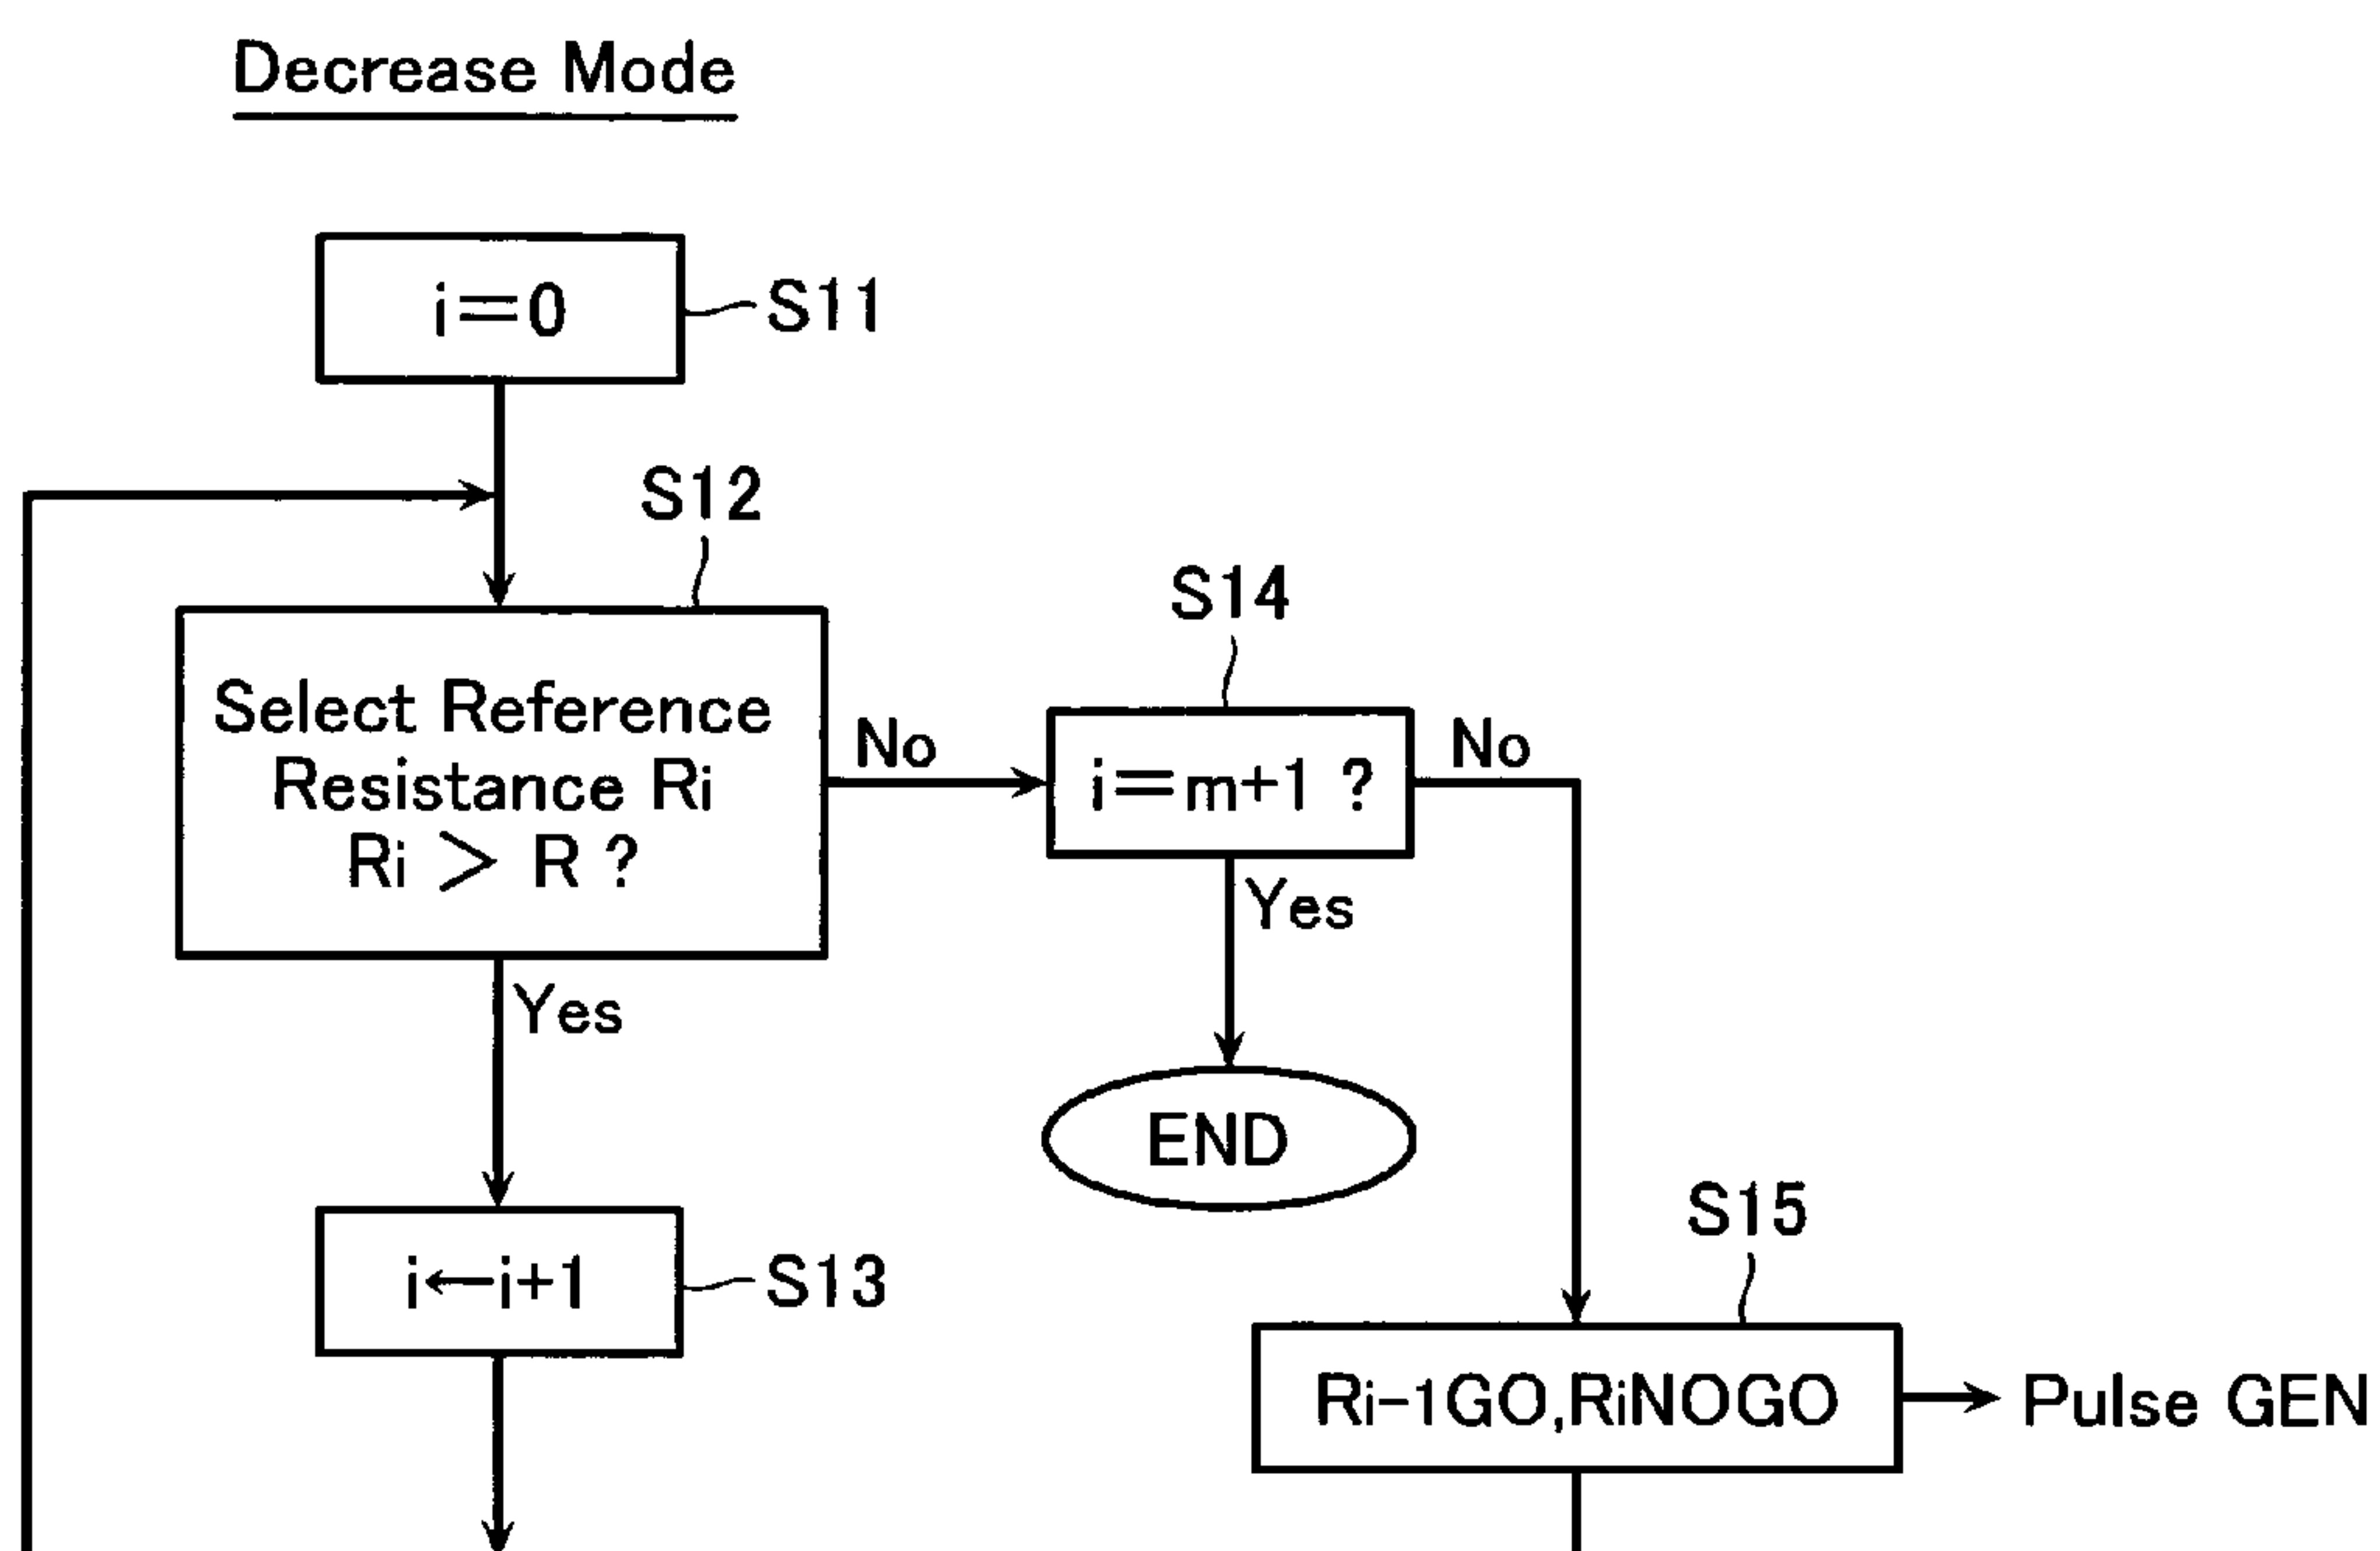 Decrease Mode
i=0
S11
S12
Select Reference
Resistance Ri
Ri > R ?
No
Yes
S14
i=m+1 ?
No
Yes
END
i←i+1
S13
S15
Ri-1GO,RiNOGO
Pulse GEN